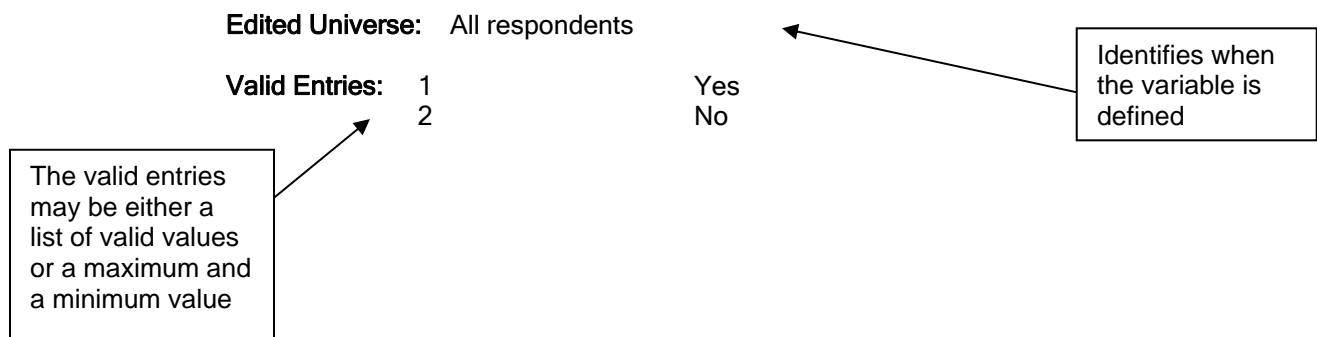 Edited Universe: All respondents
Identifies when
the variable is
defined
Valid Entries: 1 Yes
2 No
The valid entries
may be either a
list of valid values
or a maximum and
a minimum value